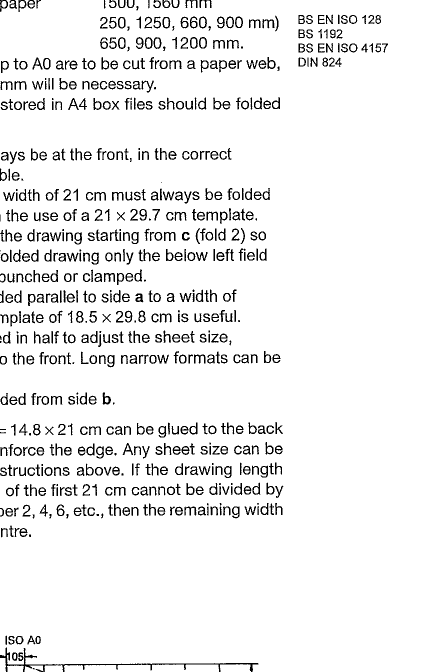 paper 1500, 1560 mm
250, 1250, 660, 900 mm)
650, 900, 1200 mm.
p to A0 are to be cut from a paper web,
mm will be necessary.
stored in A4 box files should be folded
ays be at the front, in the correct
ble.
width of 21 cm must always be folded
the use of a 21 × 29.7 cm template.
the drawing starting from c (fold 2) so
folded drawing only the below left field
punched or clamped.
ded parallel to side a to a width of
mplate of 18.5 × 29.8 cm is useful.
ed in half to adjust the sheet size,
o the front. Long narrow formats can be
ded from side b.
= 14.8 × 21 cm can be glued to the back
nforce the edge. Any sheet size can be
structions above. If the drawing length
of the first 21 cm cannot be divided by
ber 2, 4, 6, etc., then the remaining width
ntre.
BS EN ISO 128
BS 1192
BS EN ISO 4157
DIN 824
ISO A0
105